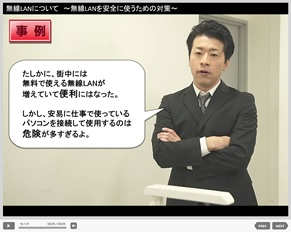 無線LANについて ～無線LANを安全に使うための対策～
事例
たしかに、街中には
無料で使える無線LANが
増えていて便利にはなった。
しかし、安易に仕事で使っている
パソコンを接続して使用するのは
危険が多すぎるよ。
PREV NEXT